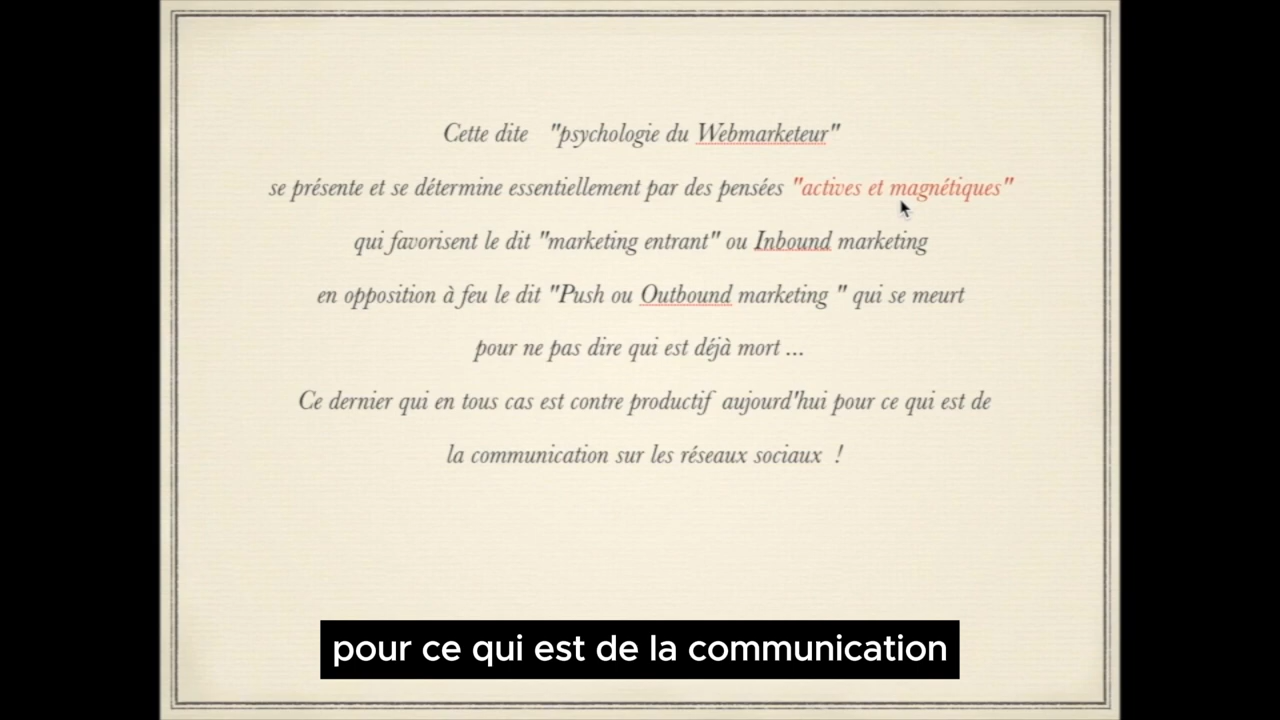 Cette dite "psychologie du Webmarketeur"
se présente et se détermine essentiellement par des pensées "actives et magnétiques"
qui favorisent le dit "marketing entrant" ou Inbound marketing
en opposition à feu le dit "Push ou Outbound marketing " qui se meurt
pour ne pas dire qui est déjà mort ...
Ce dernier qui en tous cas est contre productif aujourd'hui pour ce qui est de
la communication sur les réseaux sociaux !
pour ce qui est de la communication